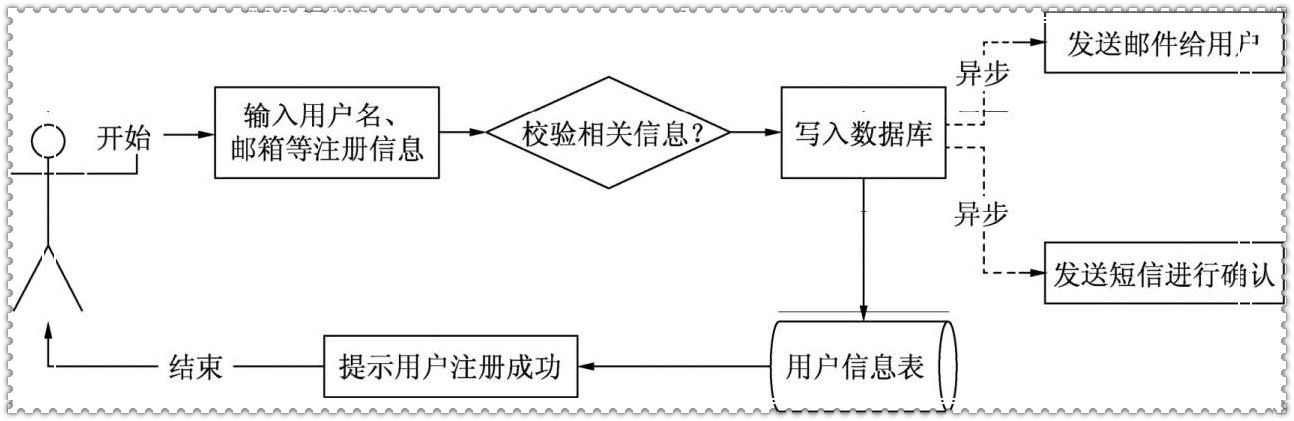 发送邮件给用户
异步
开始
输入用户名、
邮箱等注册信息
校验相关信息？
写入数据库
异步
发送短信进行确认
结束
提示用户注册成功
用户信息表